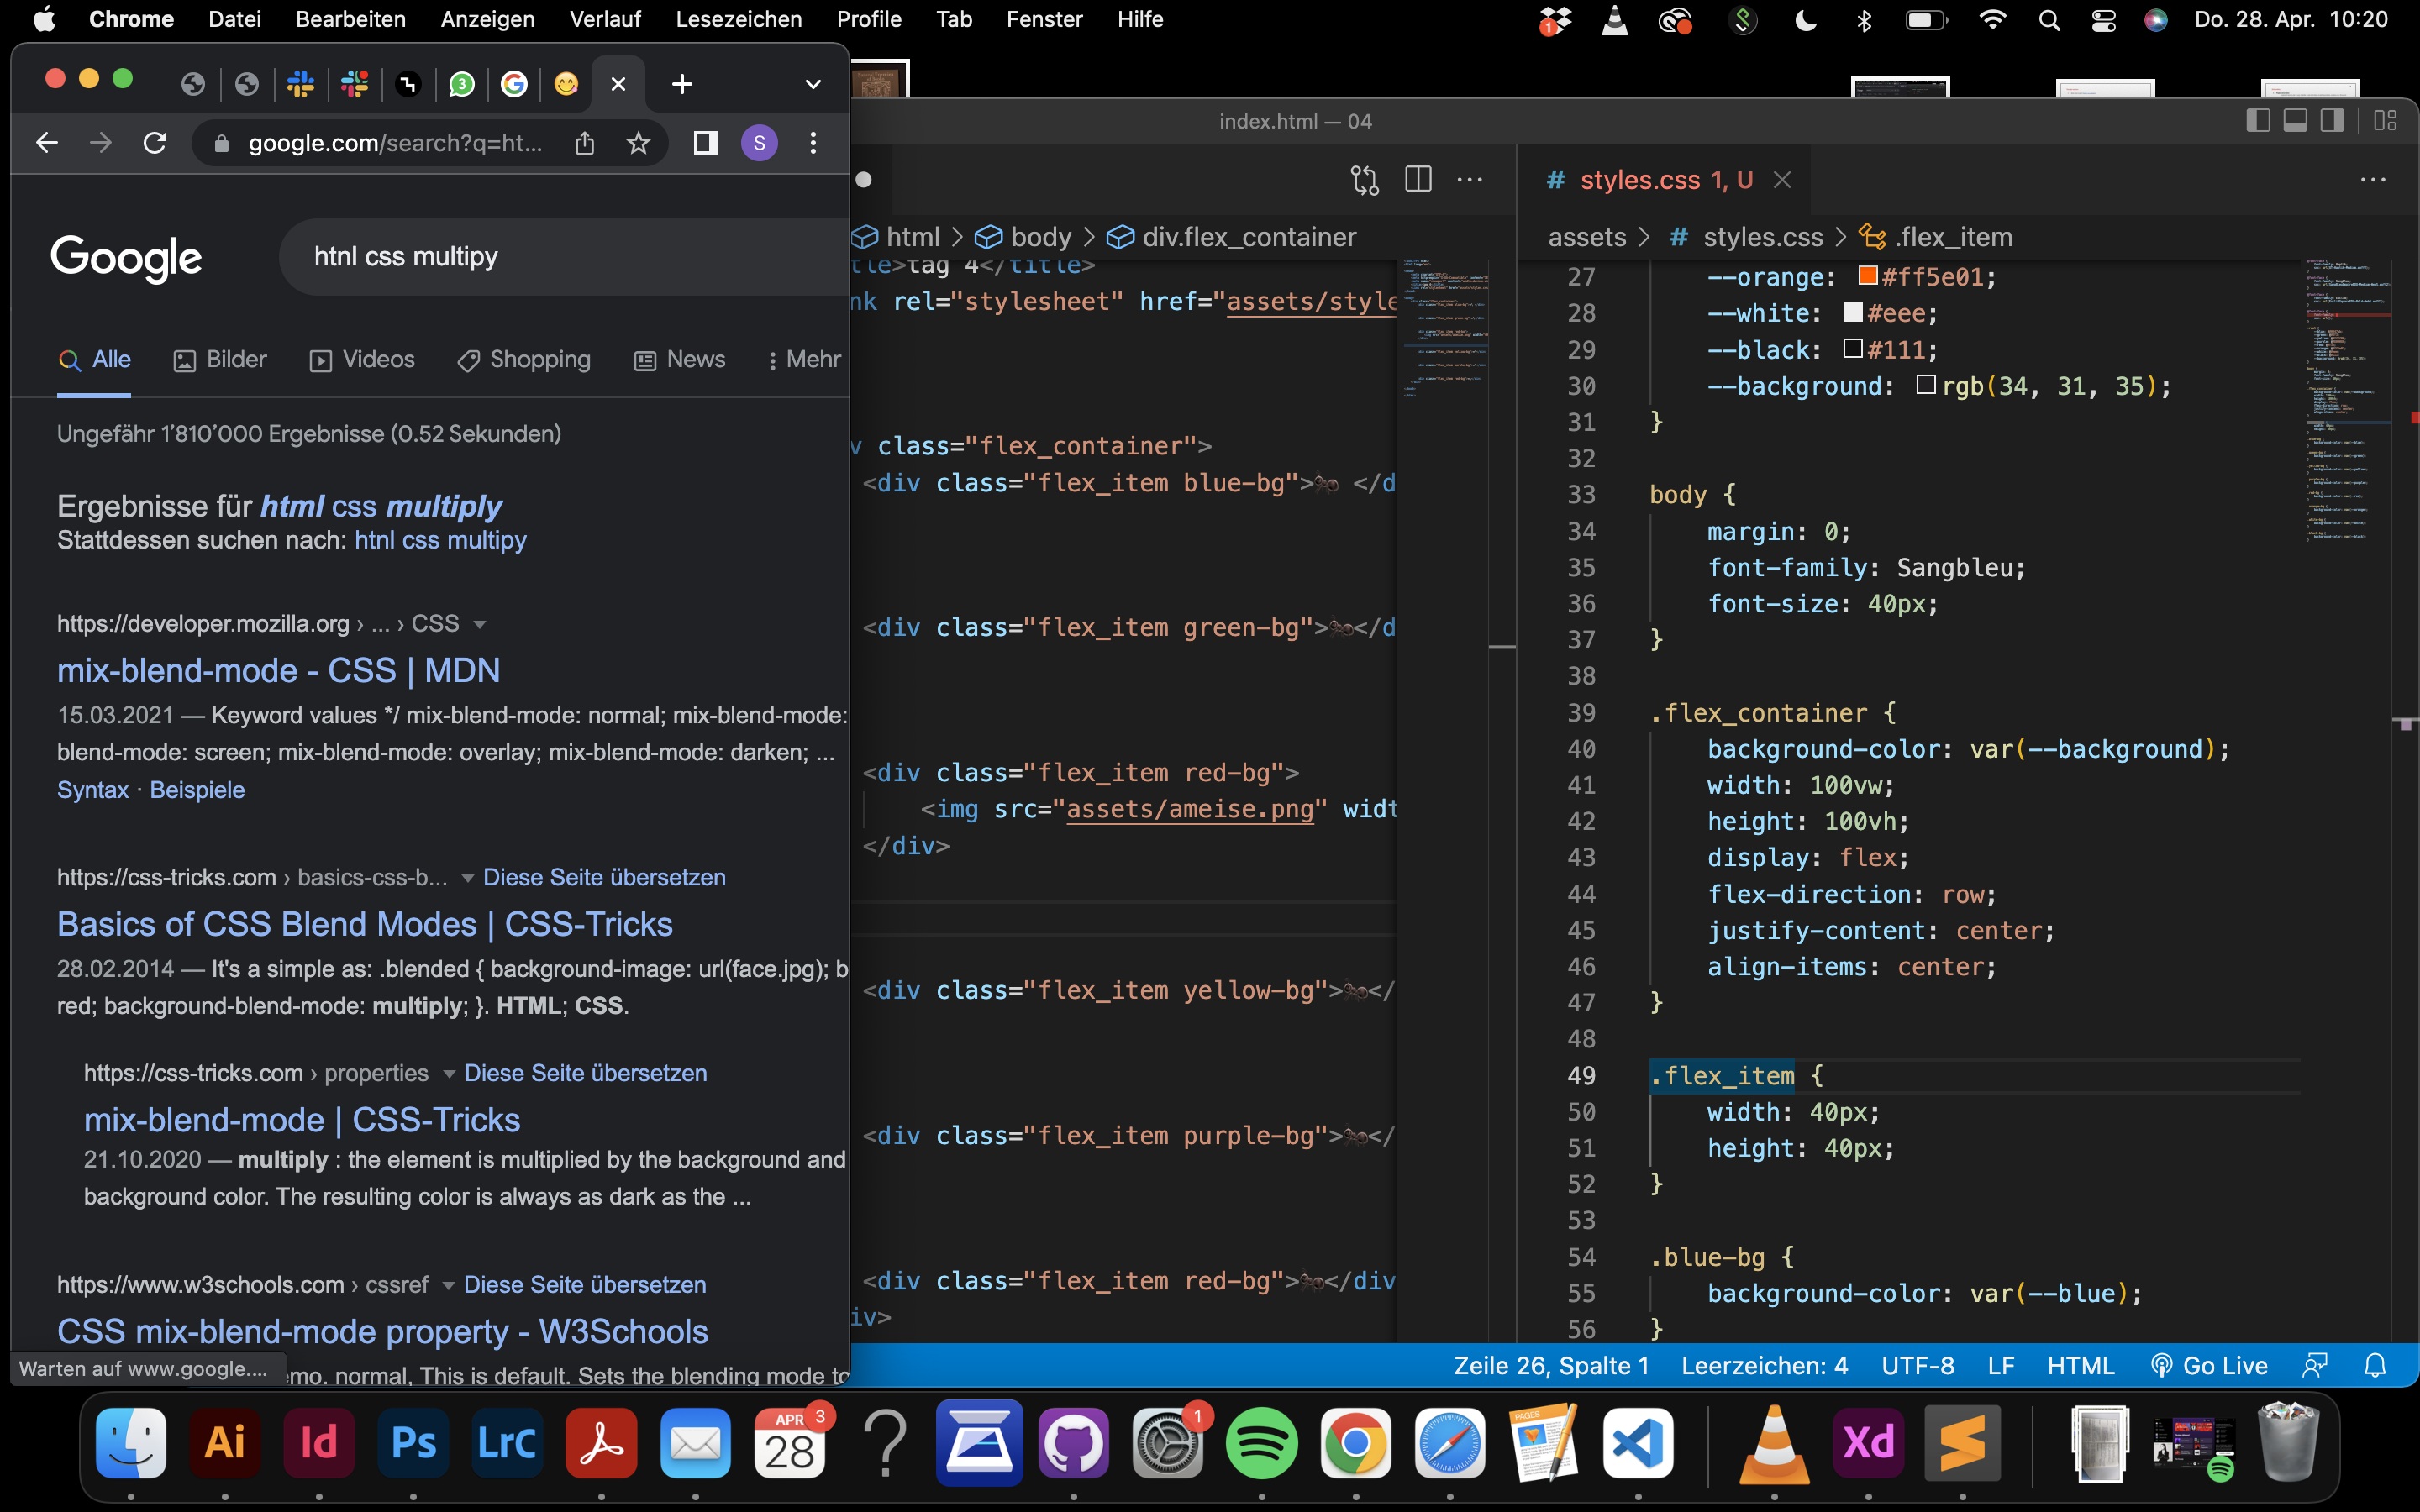 Chrome Datei Bearbeiten Anzeigen Verlauf Lesezeichen Profile Tab Fenster Hilfe
1
Do. 28. Apr. 10:20
3
google.com/search?q=ht...
S
Google
htnl css multipy
Alle Bilder Videos Shopping News Mehr
Ungefähr 1'810'000 Ergebnisse (0.52 Sekunden)
Ergebnisse für html css multiply
Stattdessen suchen nach: htnl css multipy
https://developer.mozilla.org › ... › CSS
mix-blend-mode - CSS | MDN
15.03.2021 — Keyword values */ mix-blend-mode: normal; mix-blend-mode:
blend-mode: screen; mix-blend-mode: overlay; mix-blend-mode: darken; ...
Syntax · Beispiele
https://css-tricks.com › basics-css-b... Diese Seite übersetzen
Basics of CSS Blend Modes | CSS-Tricks
28.02.2014 — It's a simple as: .blended { background-image: url(face.jpg); b
red; background-blend-mode: multiply; }. HTML; CSS.
https://css-tricks.com › properties Diese Seite übersetzen
mix-blend-mode | CSS-Tricks
21.10.2020 — multiply : the element is multiplied by the background and
background color. The resulting color is always as dark as the ...
https://www.w3schools.com › cssref Diese Seite übersetzen
CSS mix-blend-mode property - W3Schools
emo. normal, This is default. Sets the blending mode to
Warten auf www.google....
index.html — 04
html > body > div.flex_container
tle>tag 4</title>
nk rel="stylesheet" href="assets/style
v class="flex_container">
<div class="flex_item blue-bg">🐜 </d
<div class="flex_item green-bg">🐜</d
<div class="flex_item red-bg">
<img src="assets/ameise.png" widt
</div>
<div class="flex_item yellow-bg">🐜</
<div class="flex_item purple-bg">🐜</
<div class="flex_item red-bg">🐜</div
iv>
# styles.css 1, U
assets > # styles.css > .flex_item
27 --orange: #ff5e01;
28 --white: #eee;
29 --black: #111;
30 --background: rgb(34, 31, 35);
31 }
32
33 body {
34 margin: 0;
35 font-family: Sangbleu;
36 font-size: 40px;
37 }
38
39 .flex_container {
40 background-color: var(--background);
41 width: 100vw;
42 height: 100vh;
43 display: flex;
44 flex-direction: row;
45 justify-content: center;
46 align-items: center;
47 }
48
49 .flex_item {
50 width: 40px;
51 height: 40px;
52 }
53
54 .blue-bg {
55 background-color: var(--blue);
56 }
Zeile 26, Spalte 1 Leerzeichen: 4 UTF-8 LF HTML Go Live
Ai Id Ps LrC APR 28 3 ? 1 PAGES Xd